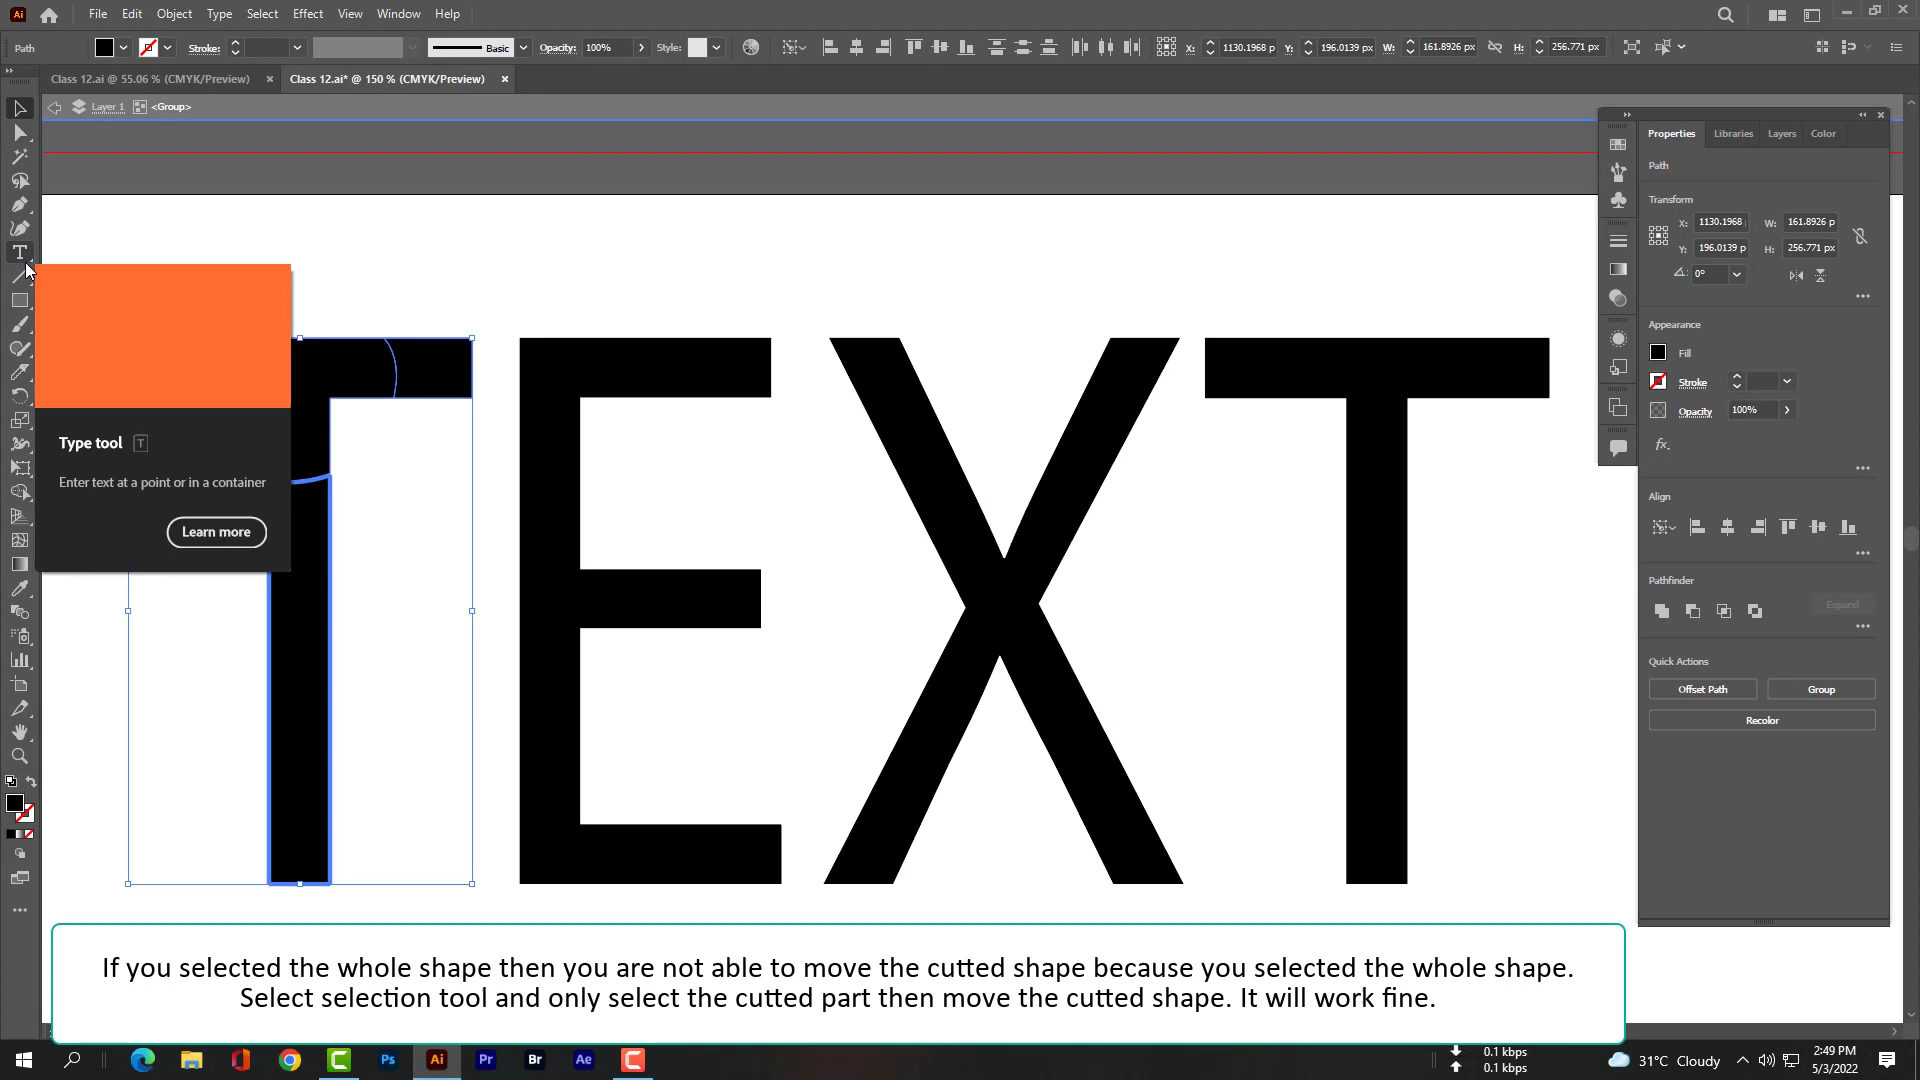 Ai File Edit Object Type Select Effect View Window Help
Path Stroke: Basic Opacity: 100% Style: X: 1130.1968 p Y: 196.0139 px W: 161.8926 px H: 256.771 px
Class 12.ai @ 55.06 % (CMYK/Preview) × Class 12.ai* @ 150 % (CMYK/Preview) ×
Layer 1 <Group>
Properties Libraries Layers Color
Path
Transform
X: 1130.1968 W: 161.8926 p
Y: 196.0139 p H: 256.771 px
0°
Appearance
Fill
Stroke
Opacity 100%
fx.
Align
Pathfinder
Expand
Quick Actions
Offset Path Group
Recolor
Type tool T
Enter text at a point or in a container
Learn more
TEXT
If you selected the whole shape then you are not able to move the cutted shape because you selected the whole shape.
Select selection tool and only select the cutted part then move the cutted shape. It will work fine.
Ps Ai Pr Br Ae
0.1 kbps
0.1 kbps
31°C Cloudy
2:49 PM
5/3/2022